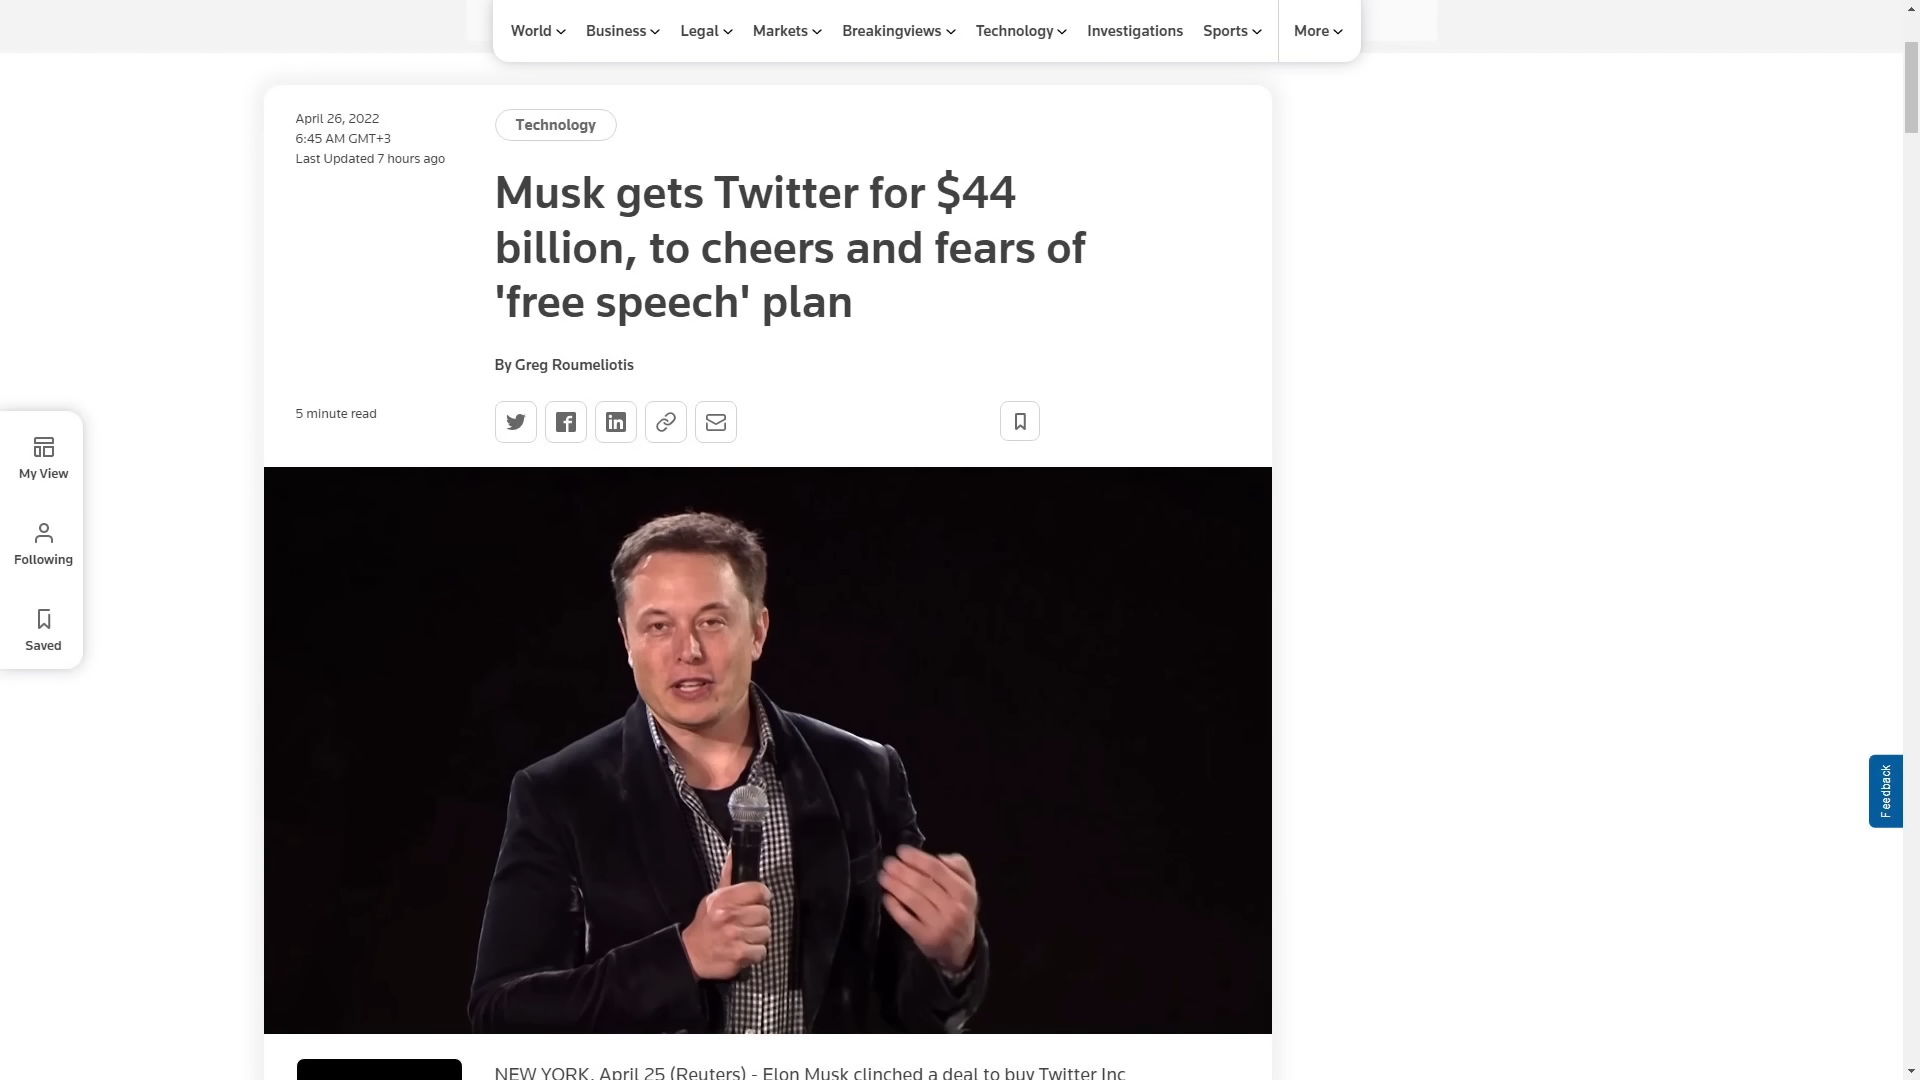 World
Business
Legal
Markets
Breakingviews
Technology
Investigations
Sports
More
April 26, 2022
6:45 AM GMT+3
Last Updated 7 hours ago
Technology
Musk gets Twitter for $44
billion, to cheers and fears of
'free speech' plan
By Greg Roumeliotis
5 minute read
My View
Following
Saved
Feedback
NEW YORK, April 25 (Reuters) - Elon Musk clinched a deal to buy Twitter Inc